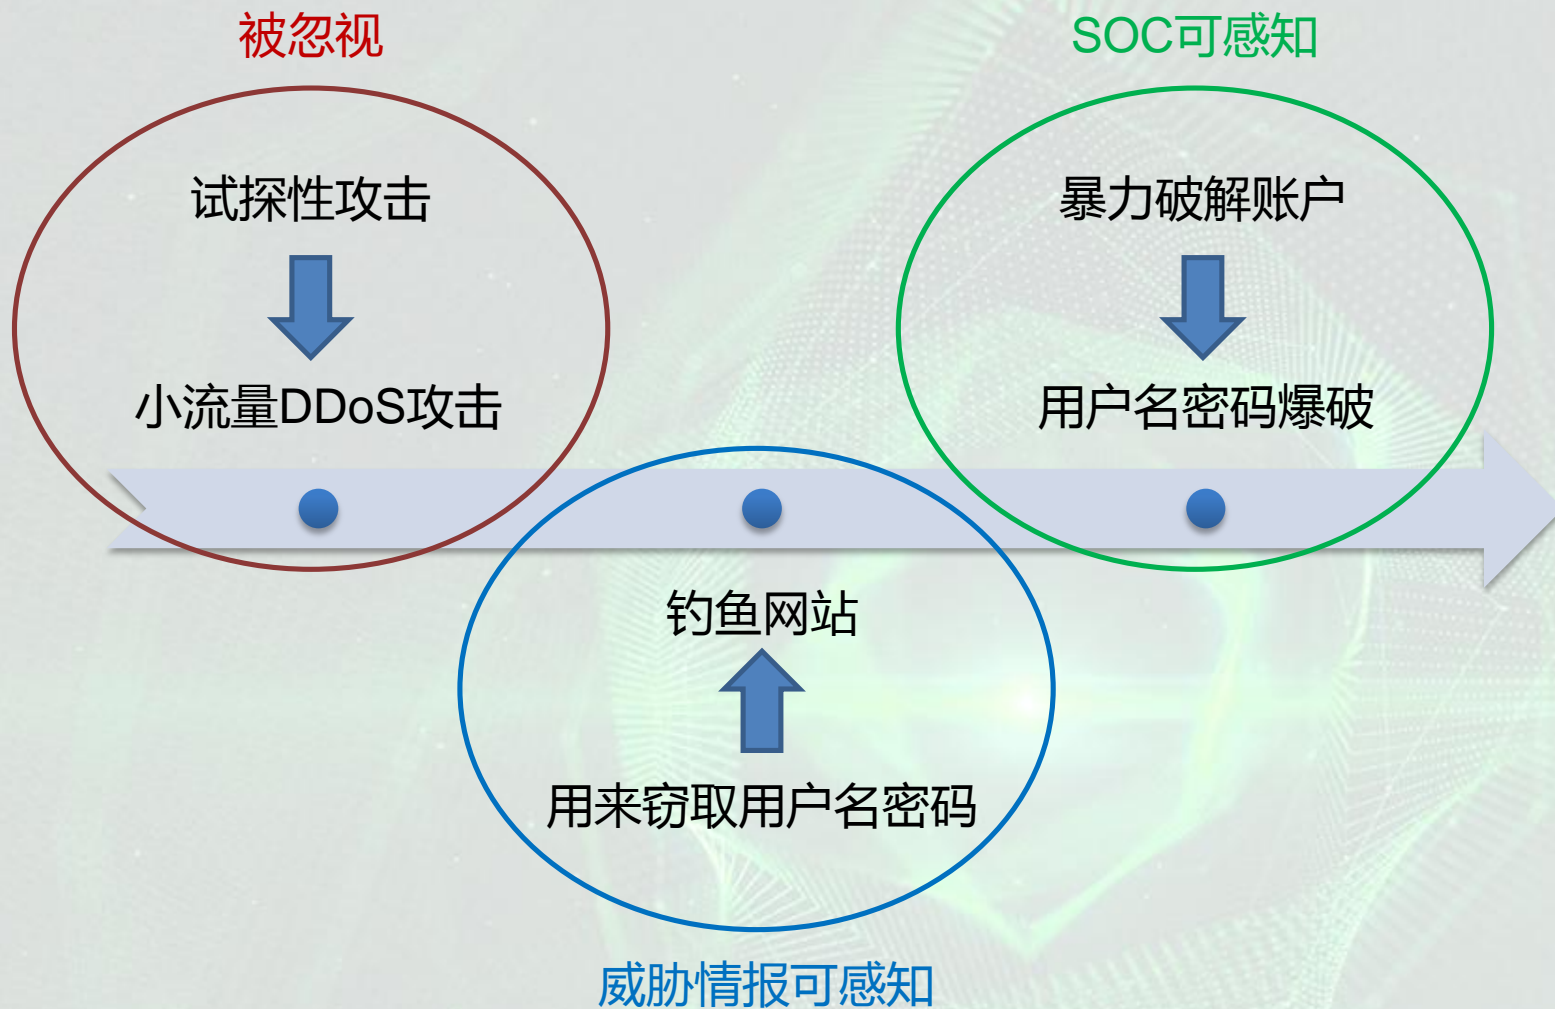 被忽视
SOC可感知
试探性攻击
暴力破解账户
小流量DDoS攻击
用户名密码爆破
钓鱼网站
用来窃取用户名密码
威胁情报可感知